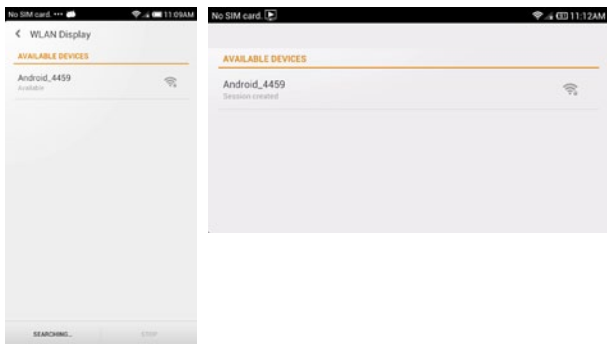 No SIM card. ••• 11:09AM
WLAN Display
AVAILABLE DEVICES
Android_4459
Available
SEARCHING...
STOP
No SIM card. 11:12AM
AVAILABLE DEVICES
Android_4459
Session created